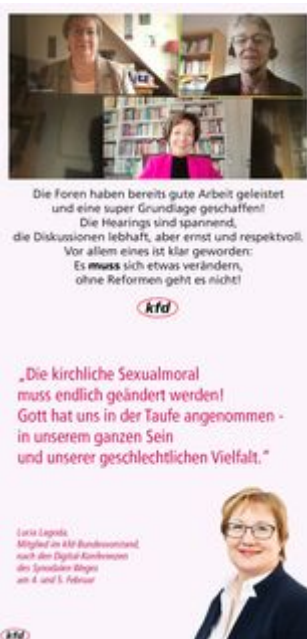 Die Foren haben bereits gute Arbeit geleistet
und eine super Grundlage geschaffen!
Die Hearings sind spannend,
die Diskussionen lebhaft, aber ernst und respektvoll.
Vor allem eines ist klar geworden:
Es muss sich etwas verändern,
ohne Reformen geht es nicht!
kfd
„Die kirchliche Sexualmoral
muss endlich geändert werden!
Gott hat uns in der Taufe angenommen -
in unserem ganzen Sein
und unserer geschlechtlichen Vielfalt.“
Lucia Lagoda,
Mitglied im kfd-Bundesvorstand,
nach den Digital-Konferenzen
des Synodalen Weges
am 4. und 5. Februar
kfd